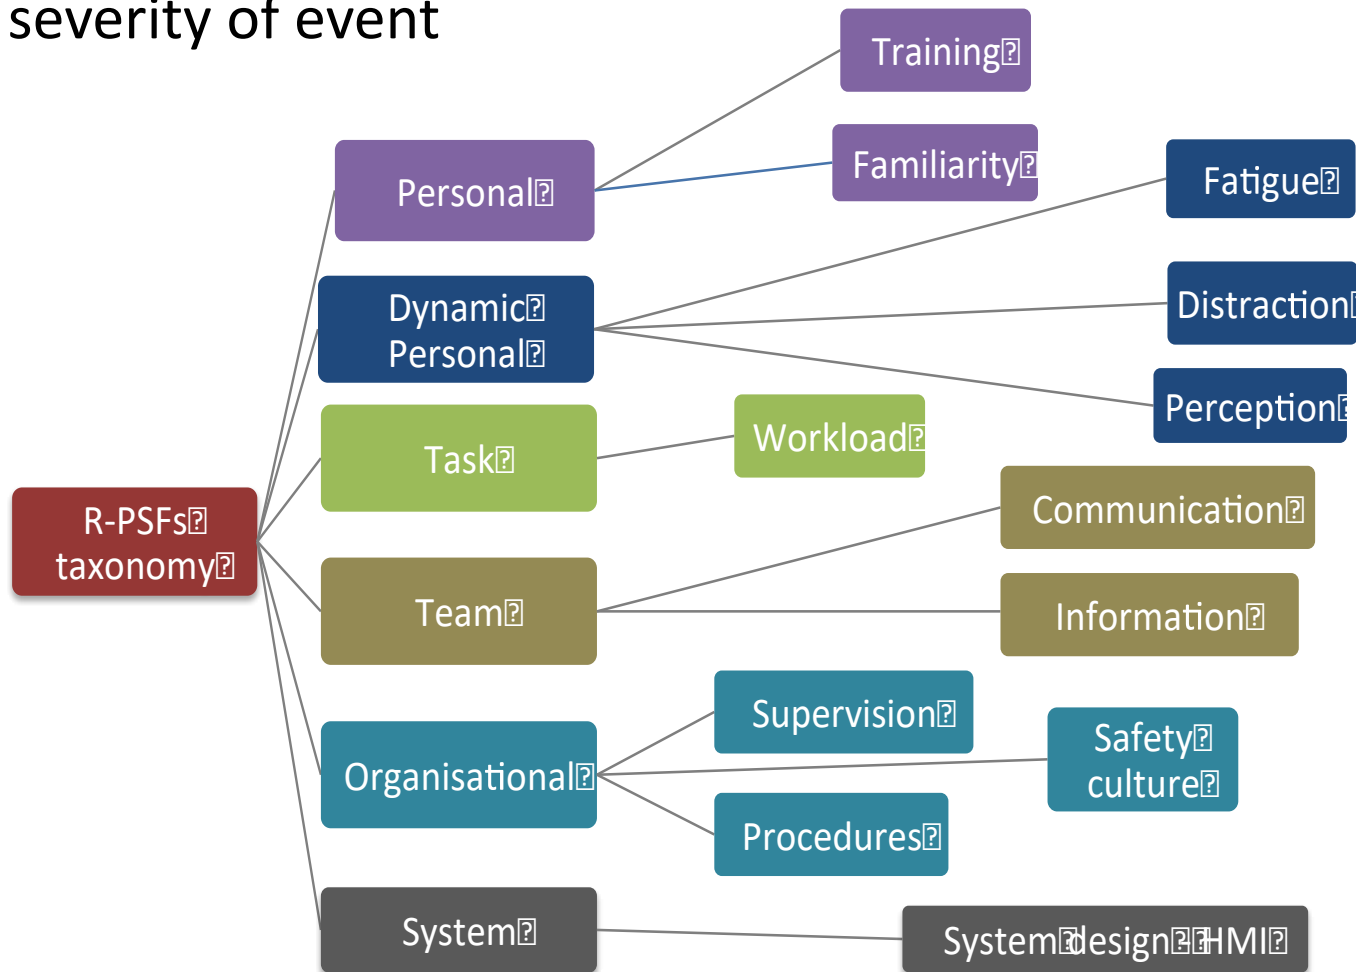 severity of event
Training
Familiarity
Personal
Fatigue
Dynamic
Personal
Distraction
Perception
Workload
Task
R-PSFs
taxonomy
Communication
Team
Information
Supervision
Safety
culture
Organisational
Procedures
System
System design - HMI